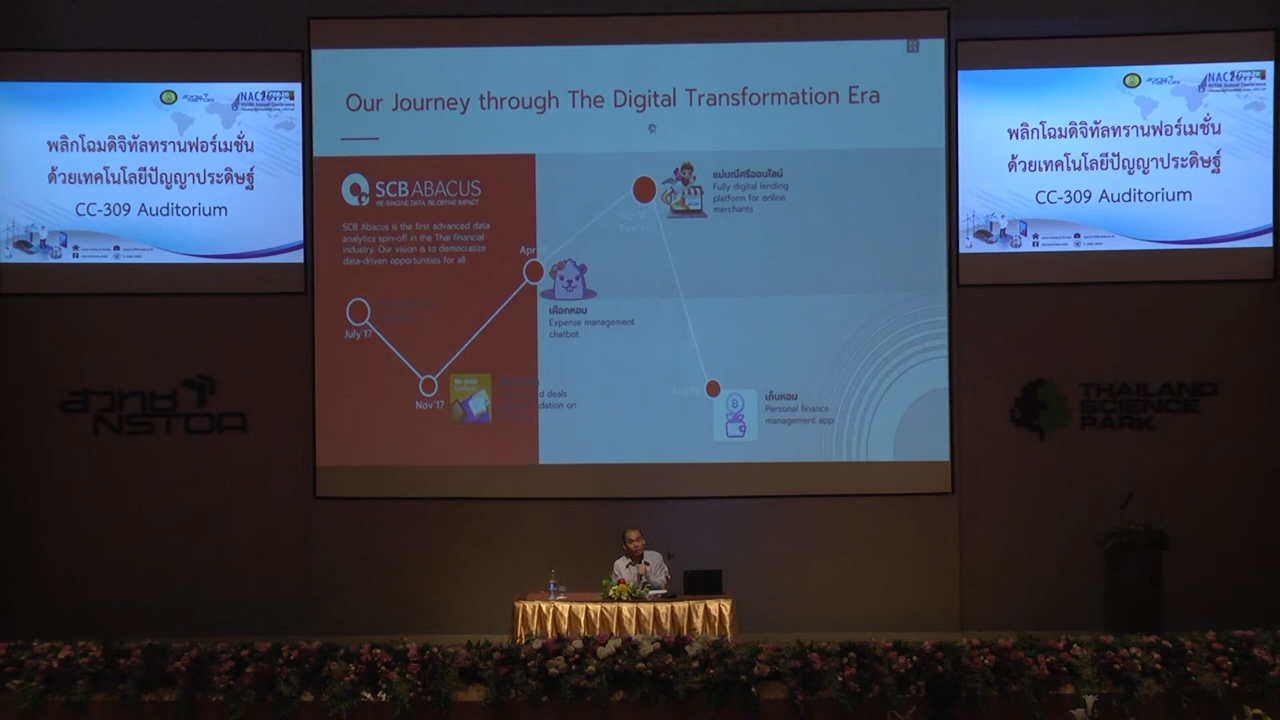 พลิกโฉมดิจิทัลทรานฟอร์เมชั่น
ด้วยเทคโนโลยีปัญญาประดิษฐ์
CC-309 Auditorium
สวทช
NSTDA
Our Journey through The Digital Transformation Era
SCB ABACUS
RE-IMAGINE DATA, RE-DEFINE IMPACT.
SCB Abacus is the first advanced data
analytics spin-off in the Thai financial
industry. Our vision is to democratize
data-driven opportunities for all.
July'17
Nov'17
Apr
เผือกหอม
Expense management
chatbot
แม่มณีศรีออนไลน์
Fully digital lending
platform for online
merchants
เก็บหอม
Personal finance
management app
พลิกโฉมดิจิทัลทรานฟอร์เมชั่น
ด้วยเทคโนโลยีปัญญาประดิษฐ์
CC-309 Auditorium
THAILAND
SCIENCE
PARK